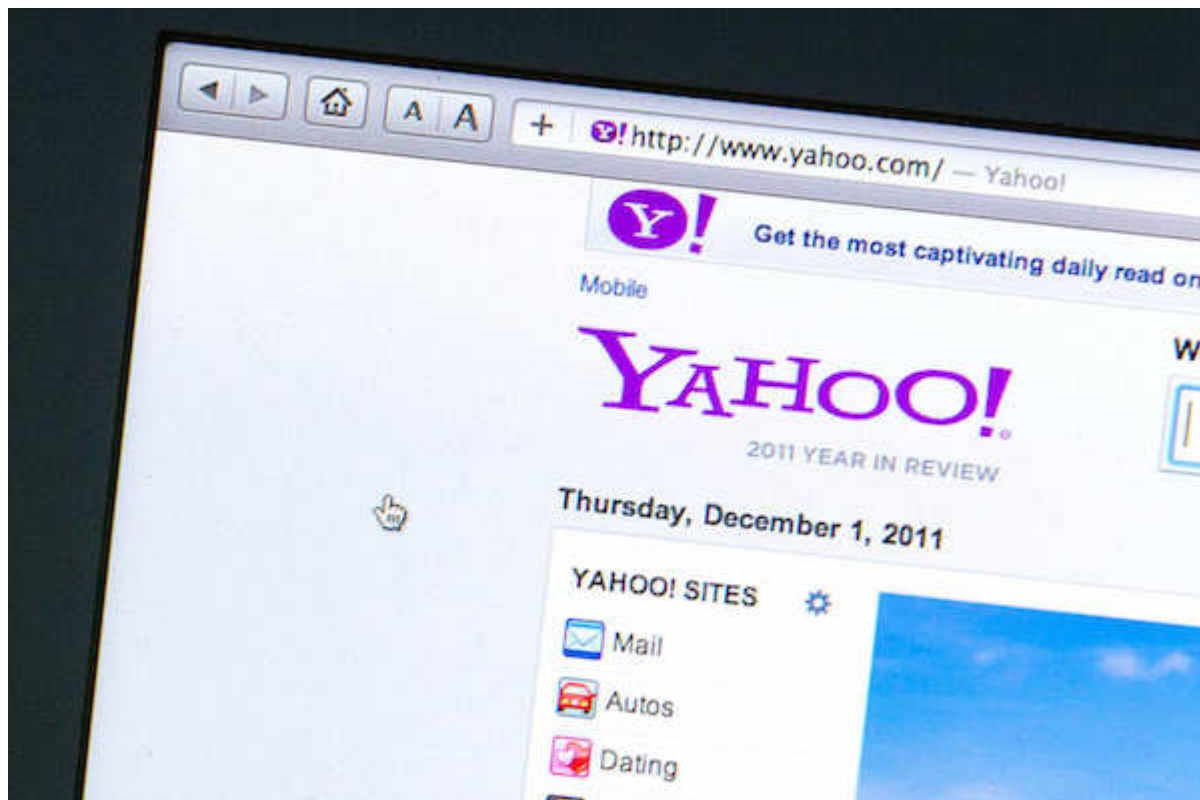 A A + Y! http://www.yahoo.com/ — Yahoo!
Y! Get the most captivating daily read on
Mobile
W
YAHOO!
2011 YEAR IN REVIEW
Thursday, December 1, 2011
YAHOO! SITES
Mail
Autos
Dating